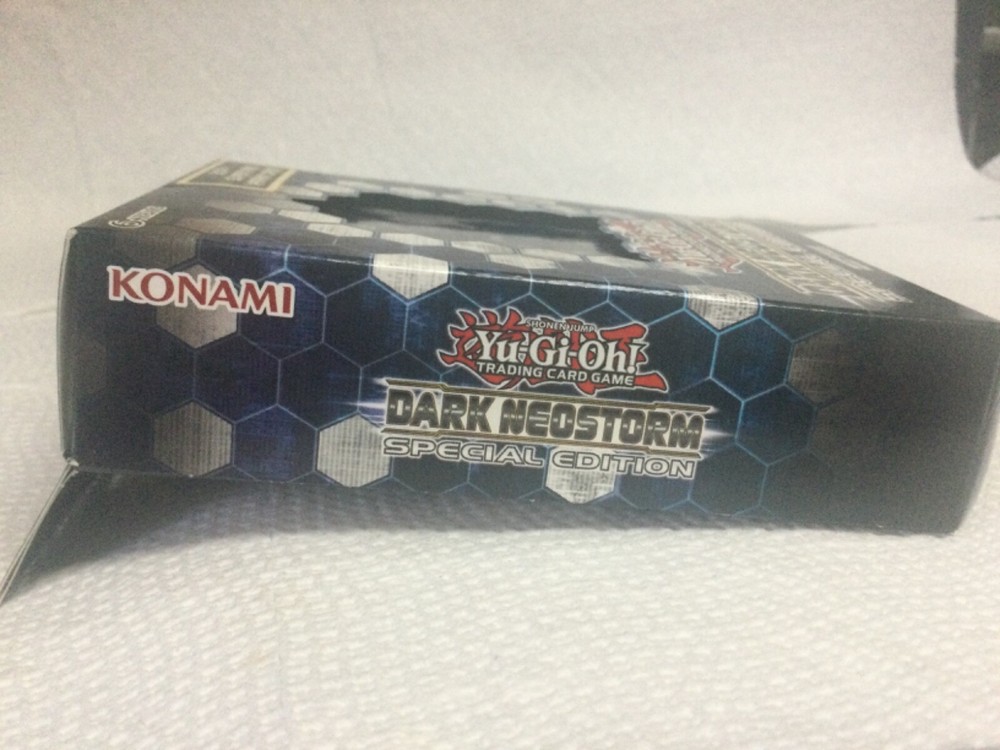 KONAMI
SHONEN JUMP
Yu-Gi-Oh!
TRADING CARD GAME
DARK NEOSTORM
SPECIAL EDITION